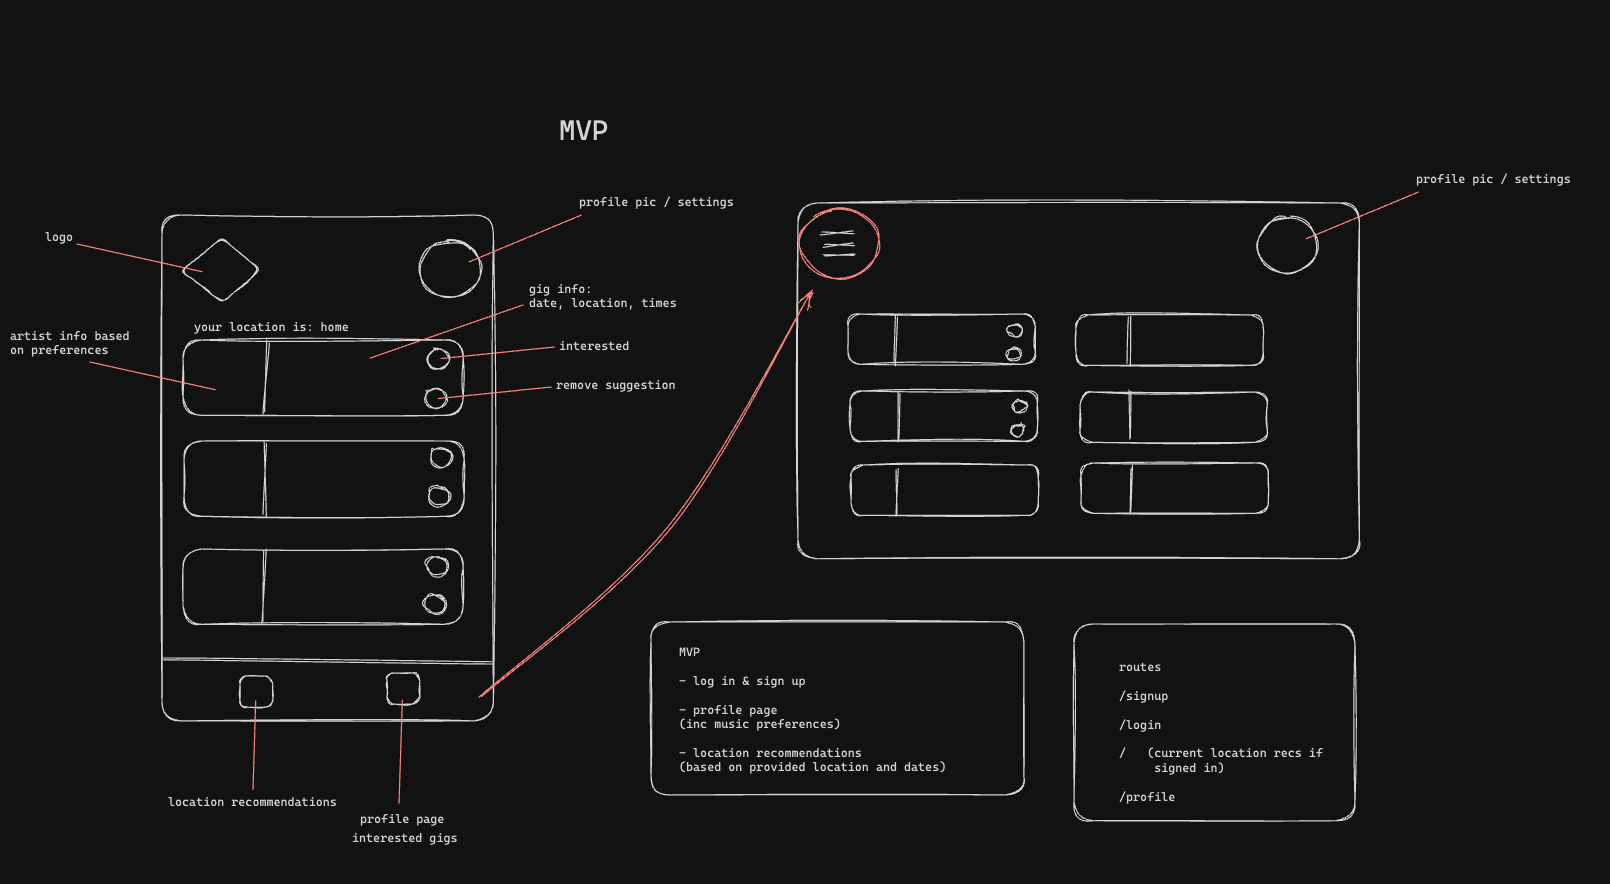 MVP
profile pic / settings
profile pic / settings
logo
gig info:
date, location, times
your location is: home
artist info based
on preferences
interested
remove suggestion
location recommendations
profile page
interested gigs
MVP
- log in & sign up
- profile page
(inc music preferences)
- location recommendations
(based on provided location and dates)
routes
/signup
/login
/ (current location recs if
signed in)
/profile